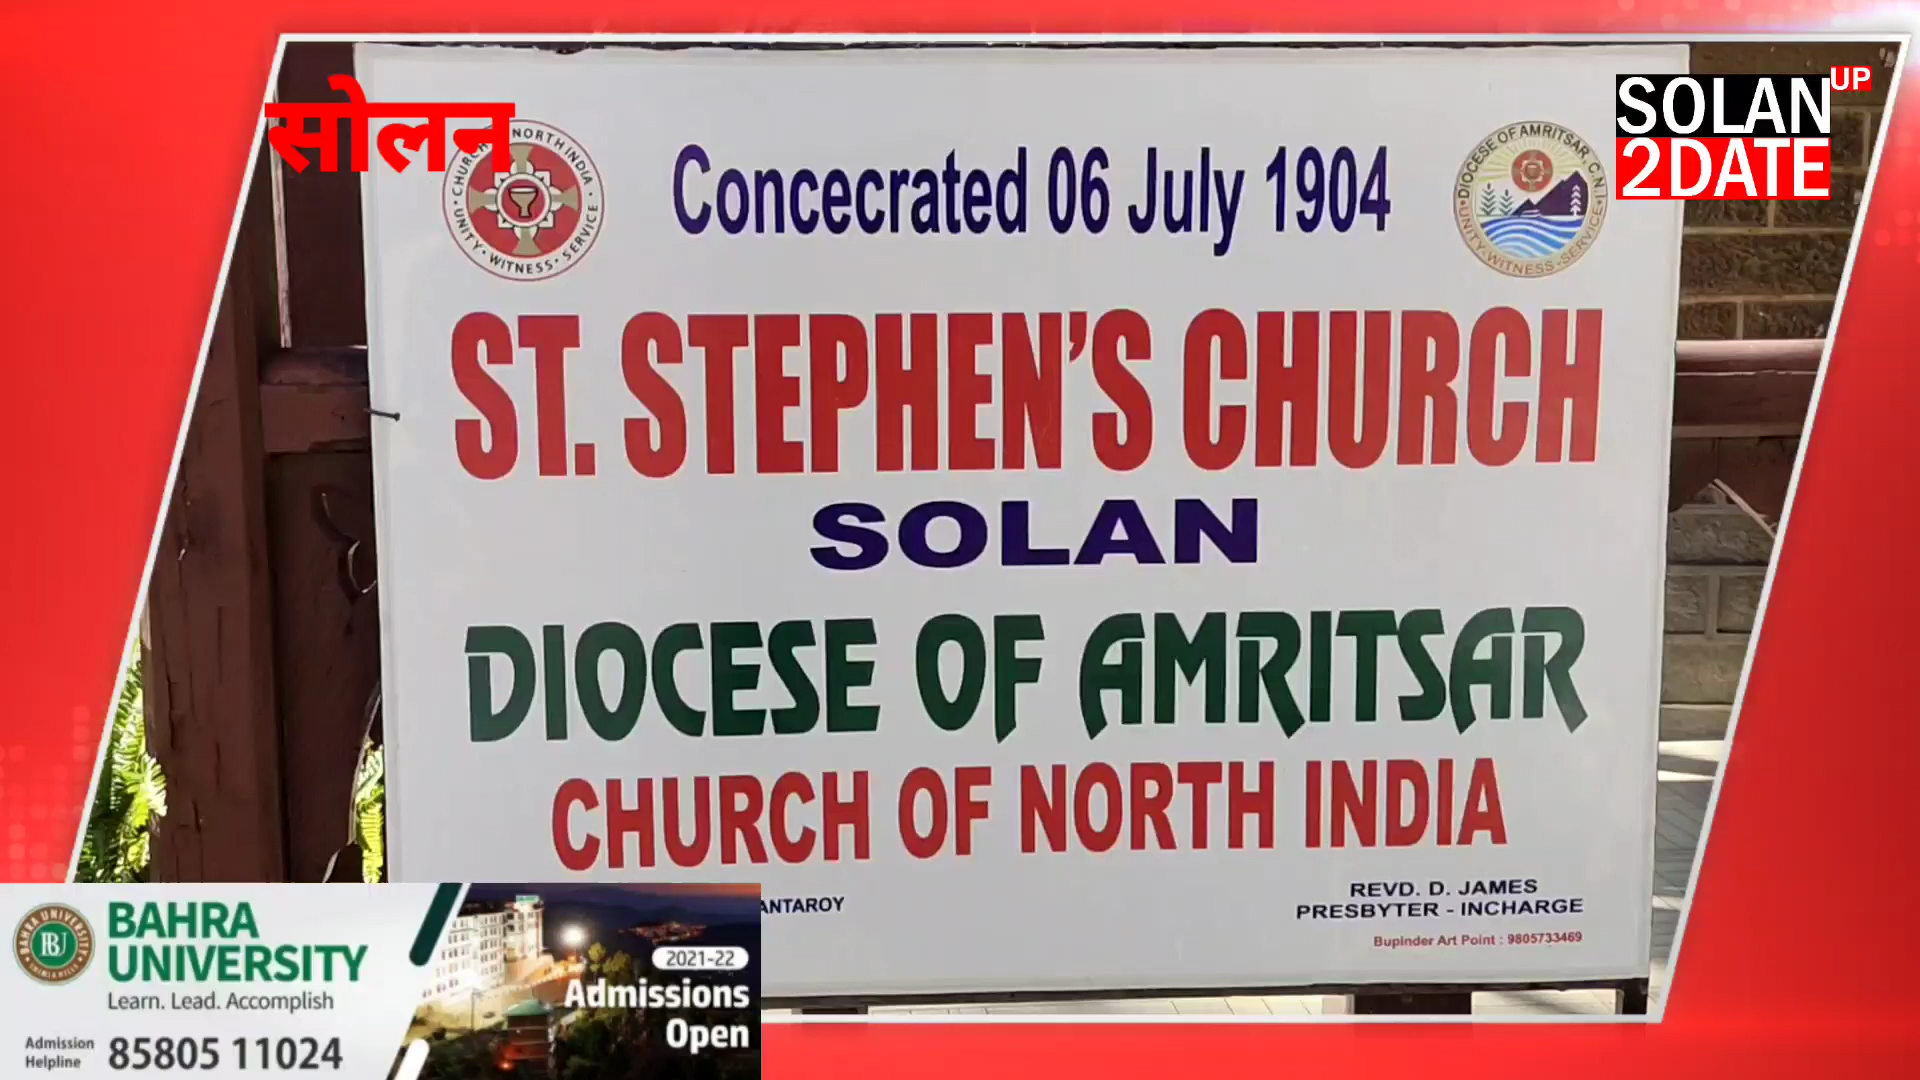 सोलन
SOLAN UP
2DATE
CHURCH NORTH INDIA
UNITY • WITNESS • SERVICE
Concecrated 06 July 1904
DIOCESE OF AMRITSAR, C.N.I.
UNITY - WITNESS - SERVICE
ST. STEPHEN'S CHURCH
SOLAN
DIOCESE OF AMRITSAR
CHURCH OF NORTH INDIA
ANTAROY
REVD. D. JAMES
PRESBYTER - INCHARGE
Bupinder Art Point : 9805733469
BAHRA UNIVERSITY
BU
BAHRA
UNIVERSITY
Learn. Lead. Accomplish
Admission
Helpline
85805 11024
2021-22
Admissions
Open